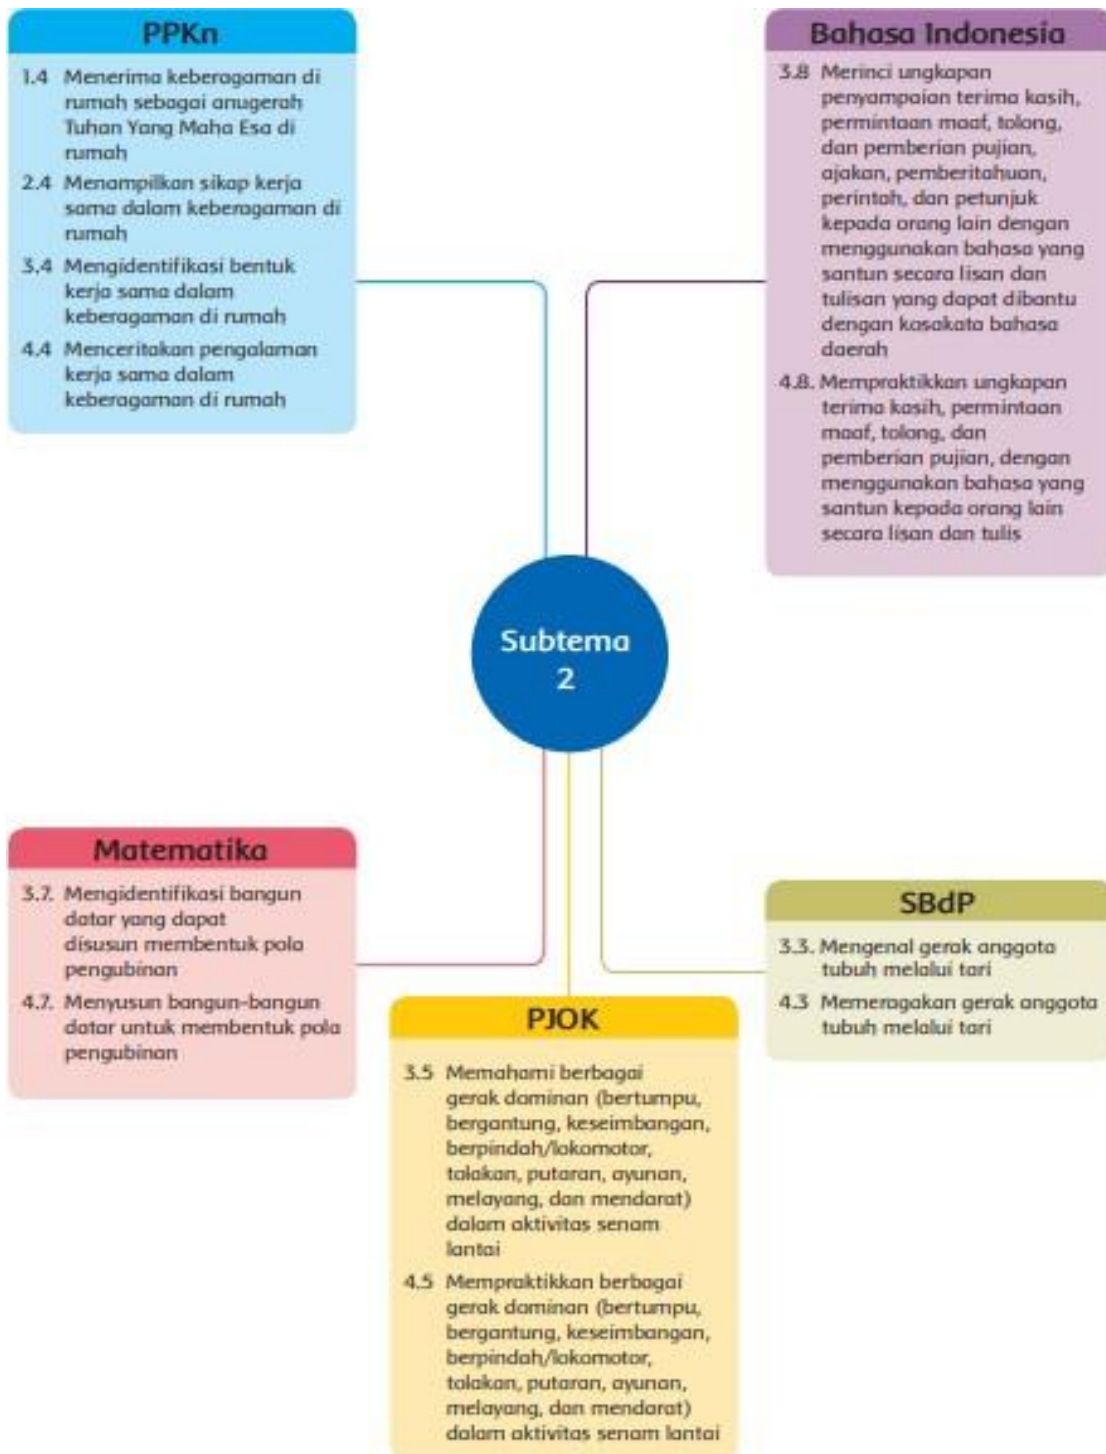 PPKn
1.4 Menerima keberagaman di
rumah sebagai anugerah
Tuhan Yang Maha Esa di
rumah
2.4 Menampilkan sikap kerja
sama dalam keberagaman di
rumah
3.4 Mengidentifikasi bentuk
kerja sama dalam
keberagaman di rumah
4.4 Menceritakan pengalaman
kerja sama dalam
keberagaman di rumah
Bahasa Indonesia
3.8 Merinci ungkapan
penyampaian terima kasih,
permintaan maaf, tolong,
dan pemberian pujian,
ajakan, pemberitahuan,
perintah, dan petunjuk
kepada orang lain dengan
menggunakan bahasa yang
santun secara lisan dan
tulisan yang dapat dibantu
dengan kosakata bahasa
daerah
4.8. Mempraktikkan ungkapan
terima kasih, permintaan
maaf, tolong, dan
pemberian pujian, dengan
menggunakan bahasa yang
santun kepada orang lain
secara lisan dan tulis
Subtema
2
Matematika
3.7. Mengidentifikasi bangun
datar yang dapat
disusun membentuk pola
pengubinan
4.7. Menyusun bangun-bangun
datar untuk membentuk pola
pengubinan
SBdP
3.3. Mengenal gerak anggota
tubuh melalui tari
4.3 Memeragakan gerak anggota
tubuh melalui tari
PJOK
3.5 Memahami berbagai
gerak dominan (bertumpu,
bergantung, keseimbangan,
berpindah/lokomotor,
tolakan, putaran, ayunan,
melayang, dan mendarat)
dalam aktivitas senam
lantai
4.5 Mempraktikkan berbagai
gerak dominan (bertumpu,
bergantung, keseimbangan,
berpindah/lokomotor,
tolakan, putaran, ayunan,
melayang, dan mendarat)
dalam aktivitas senam lantai